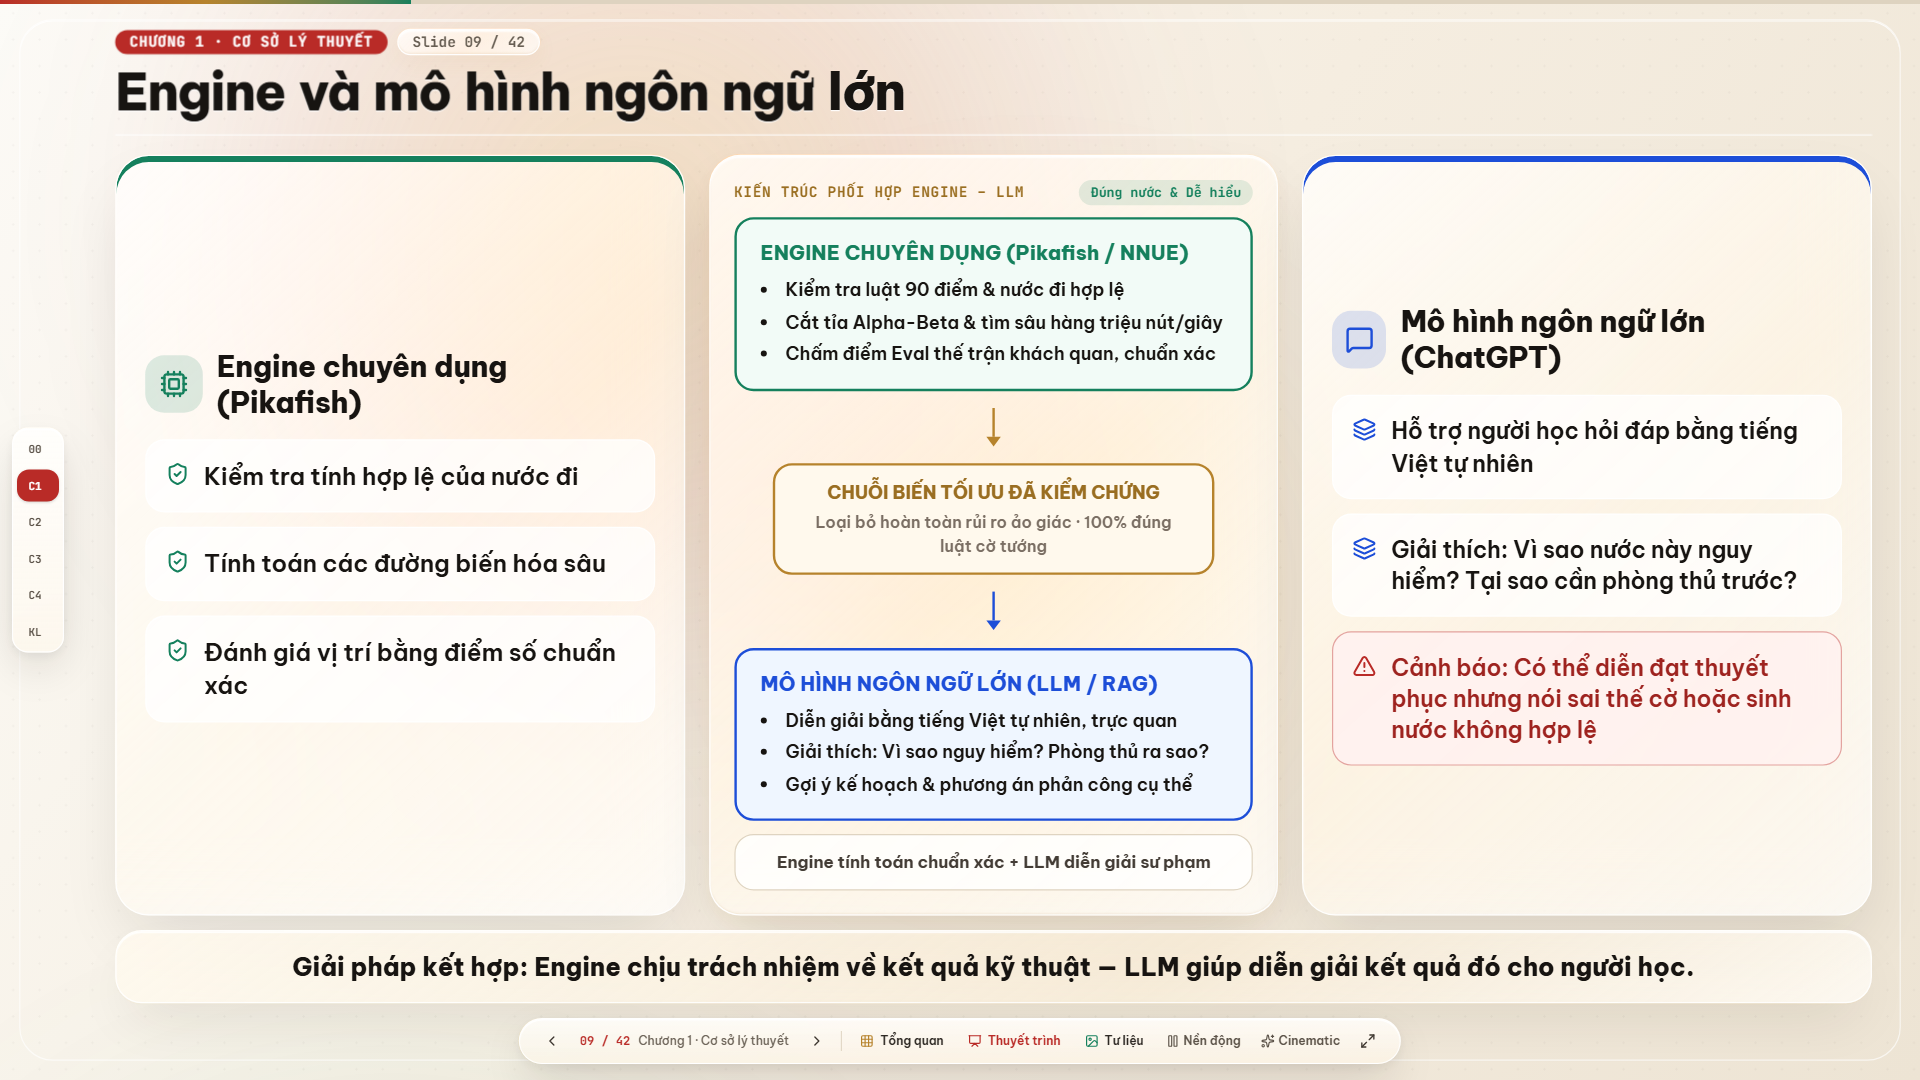 CHƯƠNG 1 · CƠ SỞ LÝ THUYẾT
Slide 09 / 42
Engine và mô hình ngôn ngữ lớn
Engine chuyên dụng
(Pikafish)
Kiểm tra tính hợp lệ của nước đi
Tính toán các đường biến hóa sâu
Đánh giá vị trí bằng điểm số chuẩn
xác
KIẾN TRÚC PHỐI HỢP ENGINE – LLM
Đúng nước & Dễ hiểu
ENGINE CHUYÊN DỤNG (Pikafish / NNUE)
• Kiểm tra luật 90 điểm & nước đi hợp lệ
• Cắt tỉa Alpha-Beta & tìm sâu hàng triệu nút/giây
• Chấm điểm Eval thế trận khách quan, chuẩn xác
CHUỖI BIẾN TỐI ƯU ĐÃ KIỂM CHỨNG
Loại bỏ hoàn toàn rủi ro ảo giác · 100% đúng
luật cờ tướng
MÔ HÌNH NGÔN NGỮ LỚN (LLM / RAG)
• Diễn giải bằng tiếng Việt tự nhiên, trực quan
• Giải thích: Vì sao nguy hiểm? Phòng thủ ra sao?
• Gợi ý kế hoạch & phương án phản công cụ thể
Engine tính toán chuẩn xác + LLM diễn giải sư phạm
Mô hình ngôn ngữ lớn
(ChatGPT)
Hỗ trợ người học hỏi đáp bằng tiếng
Việt tự nhiên
Giải thích: Vì sao nước này nguy
hiểm? Tại sao cần phòng thủ trước?
Cảnh báo: Có thể diễn đạt thuyết
phục nhưng nói sai thế cờ hoặc sinh
nước không hợp lệ
Giải pháp kết hợp: Engine chịu trách nhiệm về kết quả kỹ thuật — LLM giúp diễn giải kết quả đó cho người học.
00
C1
C2
C3
C4
KL
09 / 42 Chương 1 · Cơ sở lý thuyết
Tổng quan
Thuyết trình
Tư liệu
Nền động
Cinematic